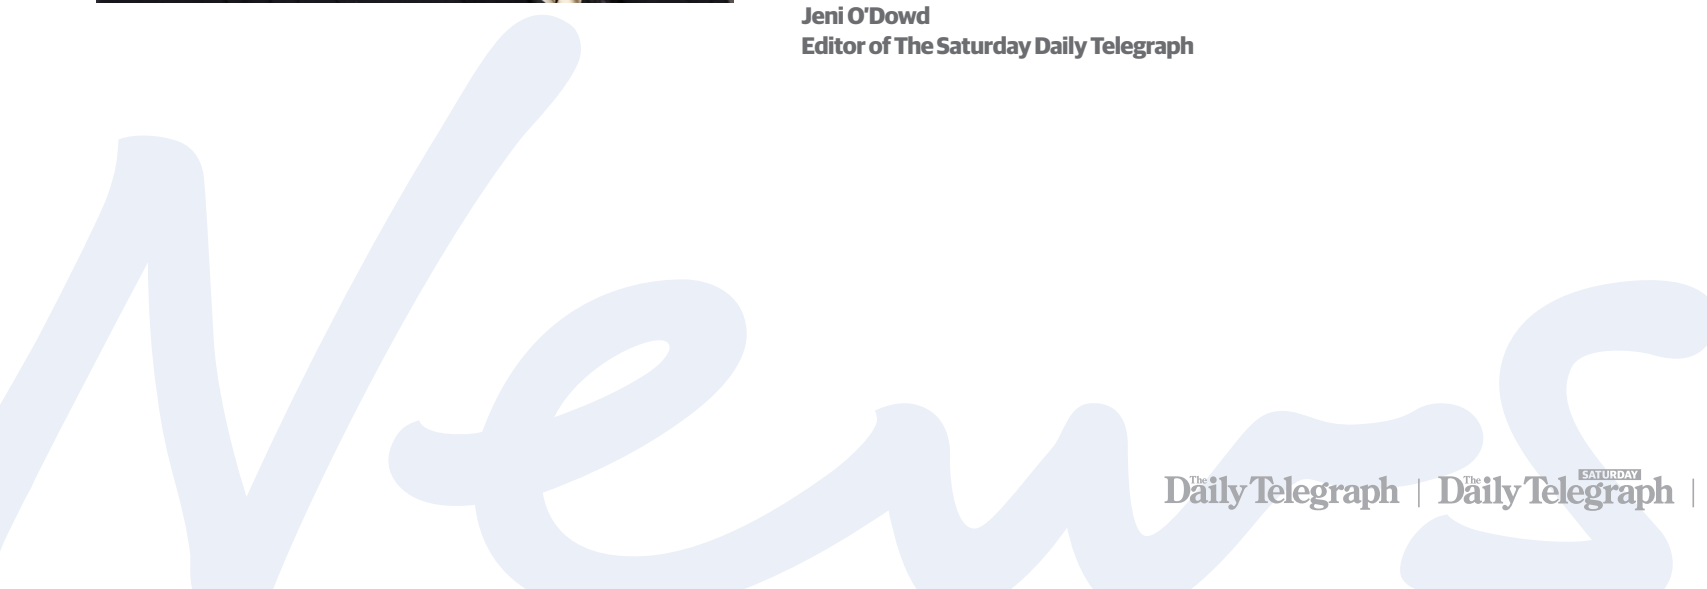 Jeni O'Dowd
Editor of The Saturday Daily Telegraph
News
The Daily Telegraph | The Daily Telegraph SATURDAY |